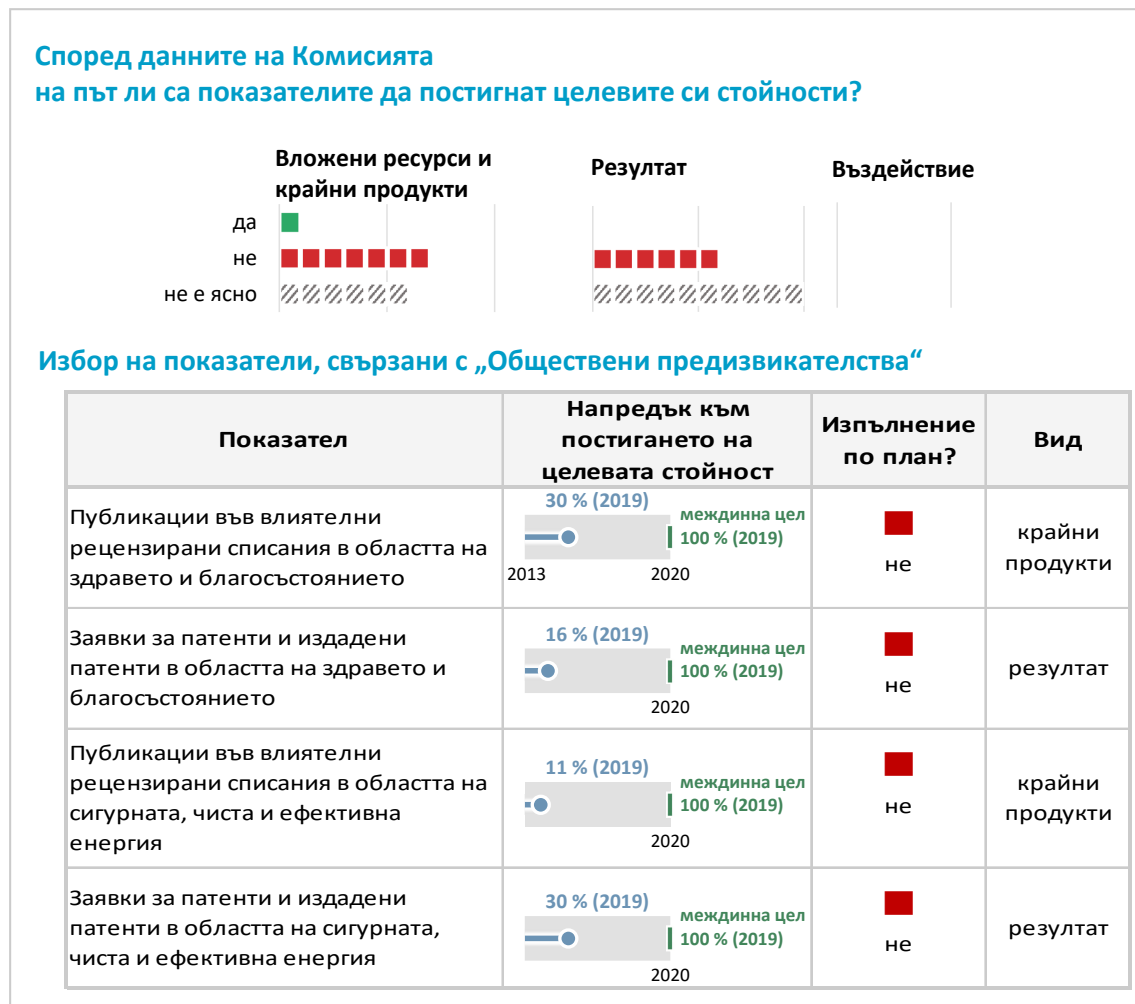 Според данните на Комисията
на път ли са показателите да постигнат целевите си стойности?
Вложени ресурси и
крайни продукти
Резултат
Въздействие
да
не
не е ясно
Избор на показатели, свързани с „Обществени предизвикателства“
Показател
Напредък към
постигането на
целевата стойност
Изпълнение
по план?
Вид
Публикации във влиятелни
рецензирани списания в областта на
здравето и благосъстоянието
30 % (2019)
междинна цел
100 % (2019)
2013
2020
не
крайни
продукти
Заявки за патенти и издадени
патенти в областта на здравето и
благосъстоянието
16 % (2019)
междинна цел
100 % (2019)
2020
не
резултат
Публикации във влиятелни
рецензирани списания в областта на
сигурната, чиста и ефективна
енергия
11 % (2019)
междинна цел
100 % (2019)
2020
не
крайни
продукти
Заявки за патенти и издадени
патенти в областта на сигурната,
чиста и ефективна енергия
30 % (2019)
междинна цел
100 % (2019)
2020
не
резултат